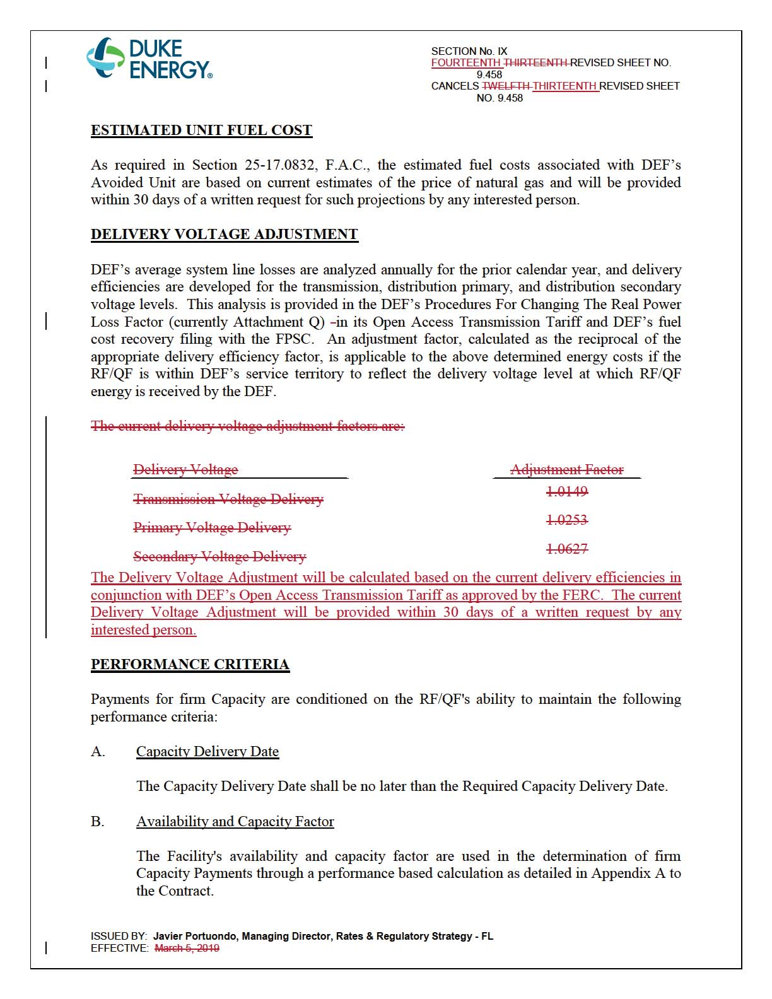 DUKE
ENERGY®
SECTION No. IX
FOURTEENTH THIRTEENTH REVISED SHEET NO.
9.458
CANCELS TWELFTH THIRTEENTH REVISED SHEET
NO. 9.458
ESTIMATED UNIT FUEL COST
As required in Section 25-17.0832, F.A.C., the estimated fuel costs associated with DEF’s
Avoided Unit are based on current estimates of the price of natural gas and will be provided
within 30 days of a written request for such projections by any interested person.
DELIVERY VOLTAGE ADJUSTMENT
DEF’s average system line losses are analyzed annually for the prior calendar year, and delivery
efficiencies are developed for the transmission, distribution primary, and distribution secondary
voltage levels.  This analysis is provided in the DEF’s Procedures For Changing The Real Power
Loss Factor (currently Attachment Q) in its Open Access Transmission Tariff and DEF’s fuel
cost recovery filing with the FPSC.  An adjustment factor, calculated as the reciprocal of the
appropriate delivery efficiency factor, is applicable to the above determined energy costs if the
RF/QF is within DEF’s service territory to reflect the delivery voltage level at which RF/QF
energy is received by the DEF.
The current delivery voltage adjustment factors are:
Delivery Voltage Adjustment Factor
Transmission Voltage Delivery 1.0149
Primary Voltage Delivery 1.0253
Secondary Voltage Delivery 1.0627
The Delivery Voltage Adjustment will be calculated based on the current delivery efficiencies in
conjunction with DEF’s Open Access Transmission Tariff as approved by the FERC.  The current
Delivery Voltage Adjustment will be provided within 30 days of a written request by any
interested person.
PERFORMANCE CRITERIA
Payments for firm Capacity are conditioned on the RF/QF's ability to maintain the following
performance criteria:
A. Capacity Delivery Date
The Capacity Delivery Date shall be no later than the Required Capacity Delivery Date.
B. Availability and Capacity Factor
The Facility's availability and capacity factor are used in the determination of firm
Capacity Payments through a performance based calculation as detailed in Appendix A to
the Contract.
ISSUED BY:  Javier Portuondo, Managing Director, Rates & Regulatory Strategy - FL
EFFECTIVE:  March 5, 2019